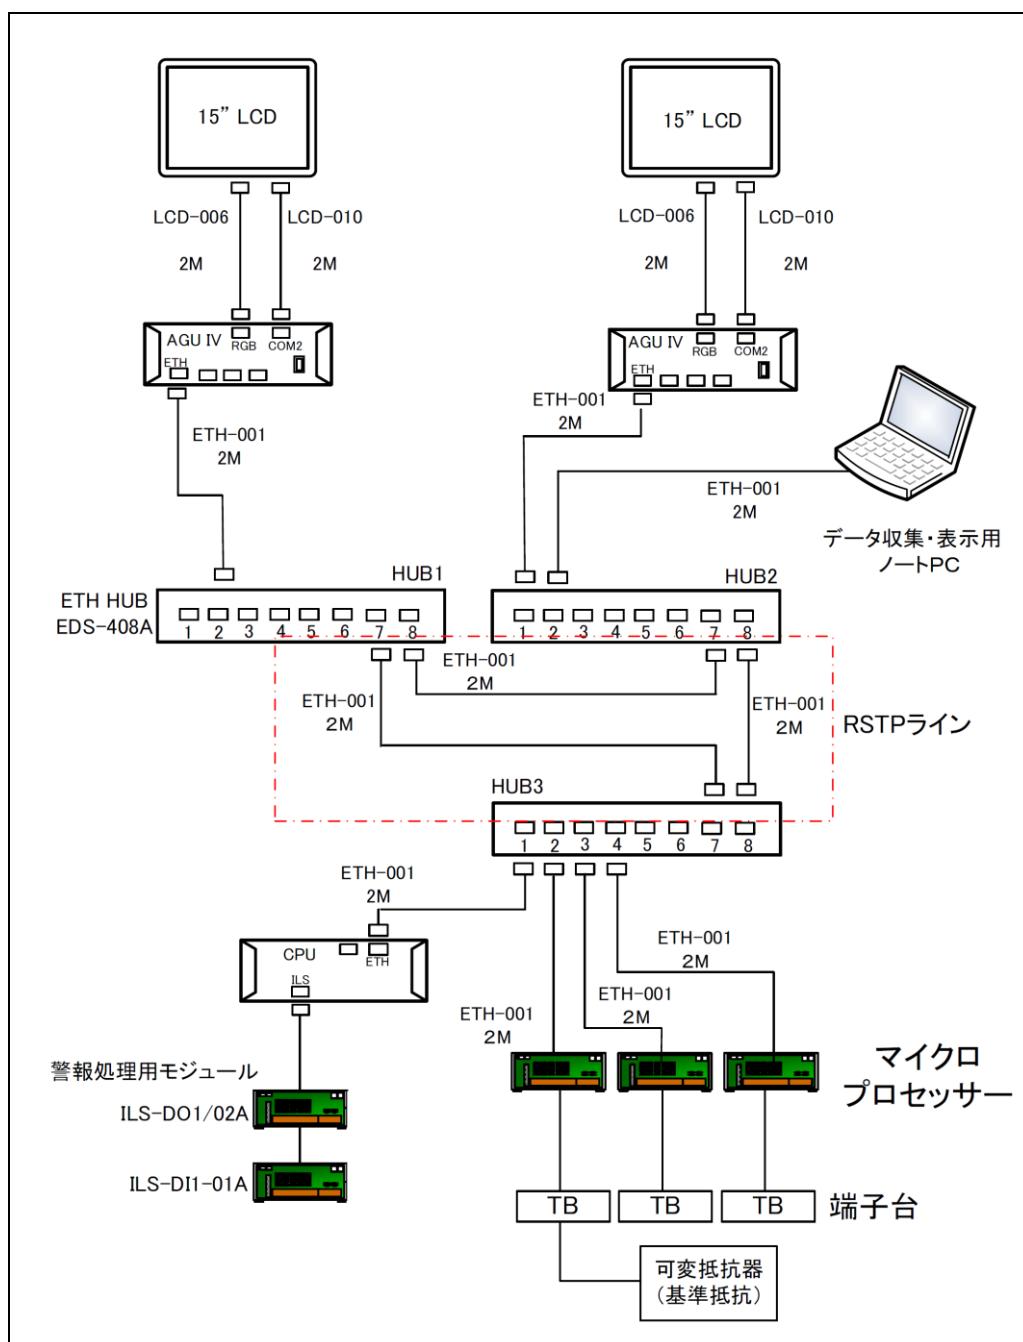 15” LCD
15” LCD
LCD-006
LCD-010
2M
2M
LCD-006
LCD-010
2M
2M
AGU IV
RGB
COM2
ETH
AGU IV
RGB
COM2
ETH
ETH-001
2M
ETH-001
2M
ETH-001
2M
データ収集・表示用
ノートPC
HUB1
ETH HUB
EDS-408A
1 2 3 4 5 6 7 8
HUB2
1 2 3 4 5 6 7 8
ETH-001
2M
ETH-001
2M
ETH-001
2M
RSTPライン
HUB3
1 2 3 4 5 6 7 8
ETH-001
2M
CPU
ETH
ILS
ETH-001
2M
ETH-001
2M
ETH-001
2M
警報処理用モジュール
ILS-DO1/02A
ILS-DI1-01A
マイクロ
プロセッサー
TB
TB
TB
端子台
可変抵抗器
(基準抵抗)